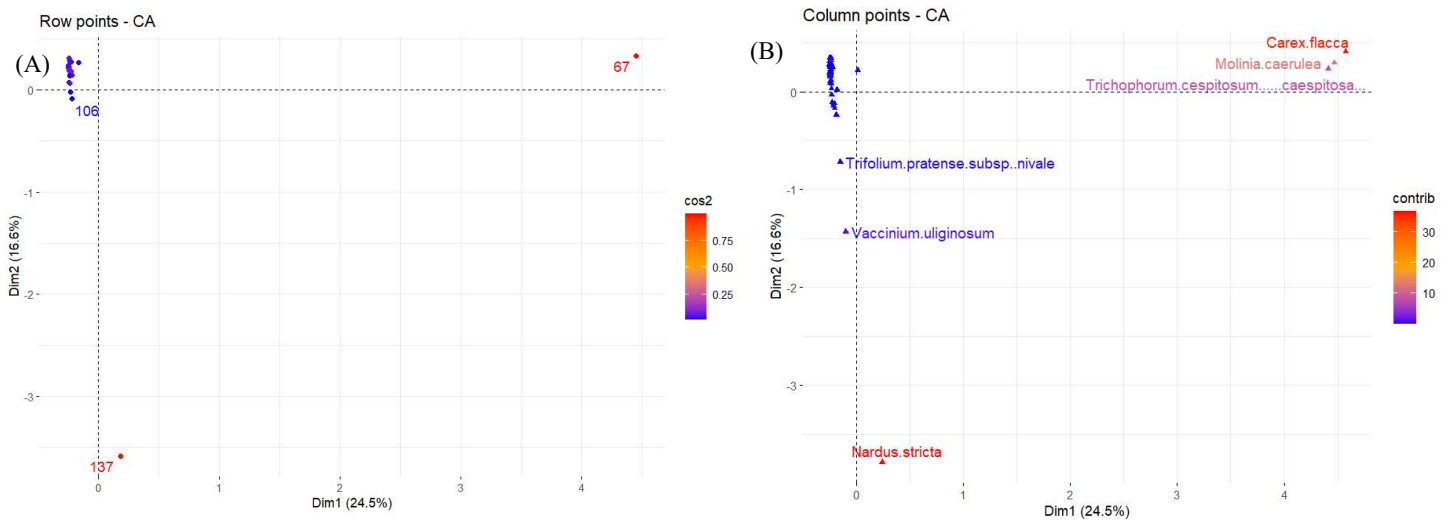 Row points - CA
(A)
67
106
137
0
-1
-2
-3
Dim2 (16.6%)
0
1
2
3
4
Dim1 (24.5%)
cos2
0.75
0.50
0.25
Column points - CA
(B)
Carex.flacca
Molinia.caerulea
Trichophorum.cespitosum......caespitosa...
Trifolium.pratense.subsp..nivale
Vaccinium.uliginosum
Nardus.stricta
0
-1
-2
-3
Dim2 (16.6%)
0
1
2
3
4
Dim1 (24.5%)
contrib
30
20
10